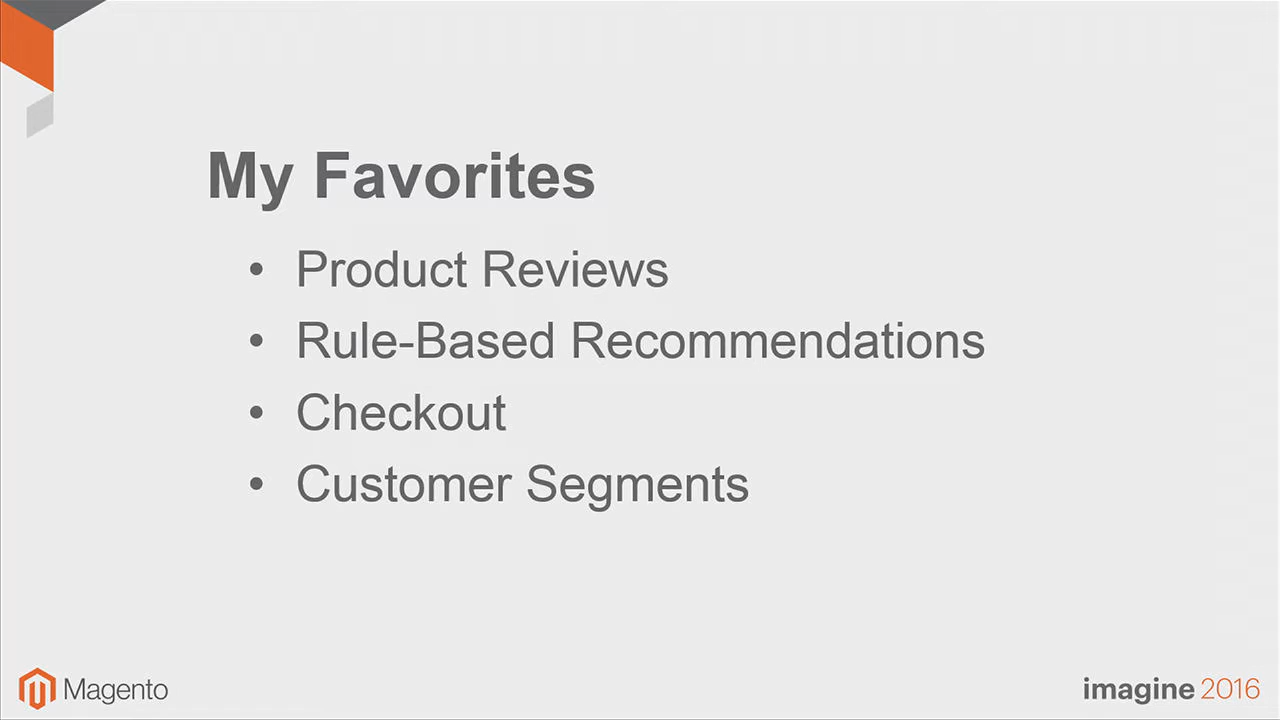 My Favorites
• Product Reviews
• Rule-Based Recommendations
• Checkout
• Customer Segments
Magento
imagine 2016